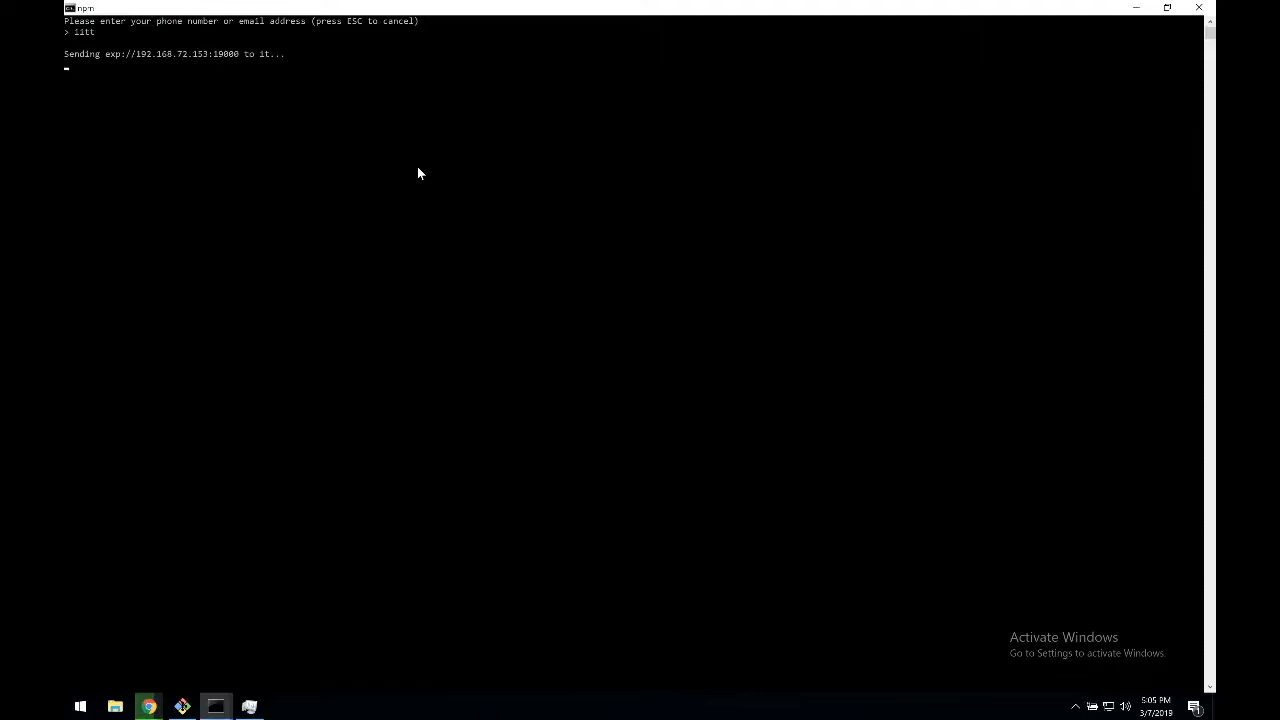 npm
Please enter your phone number or email address (press ESC to cancel)
> iitt
Sending exp://192.168.72.153:19000 to it...
Activate Windows
Go to Settings to activate Windows.
5:05 PM
3/7/2019